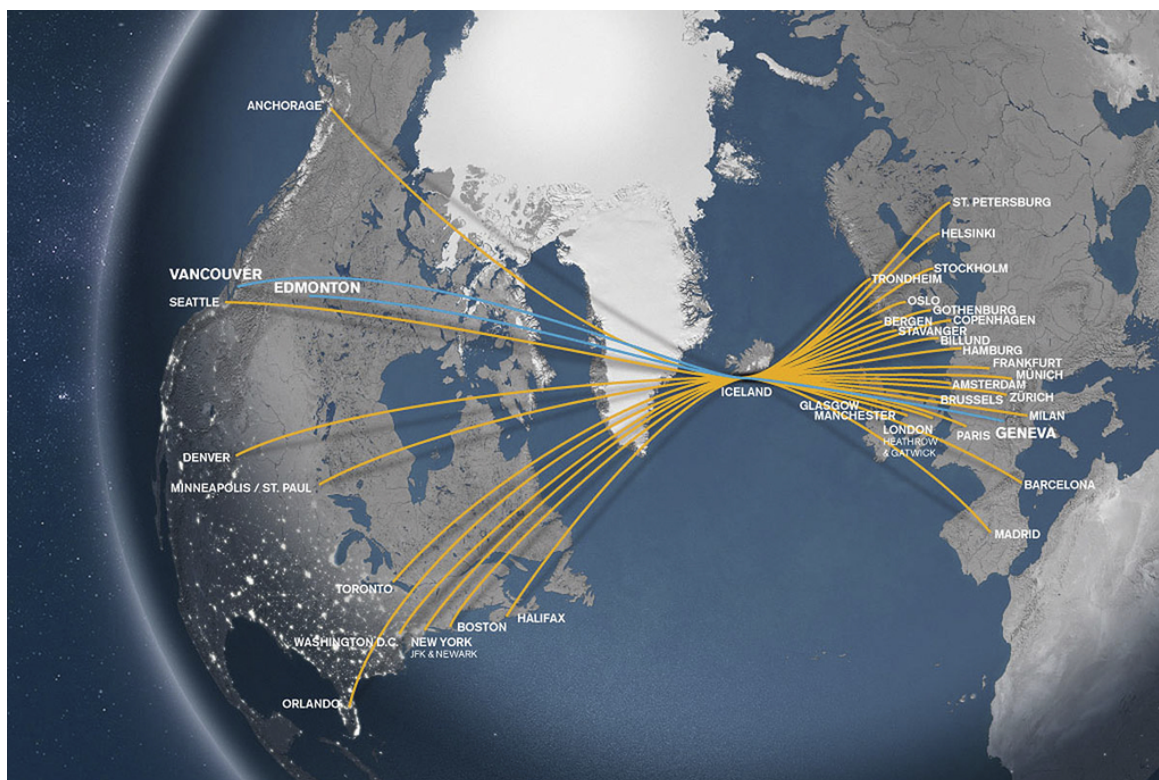 ANCHORAGE
VANCOUVER
EDMONTON
SEATTLE
DENVER
MINNEAPOLIS / ST. PAUL
TORONTO
WASHINGTON D.C.
NEW YORK
JFK & NEWARK
BOSTON
HALIFAX
ORLANDO
ICELAND
ST. PETERSBURG
HELSINKI
STOCKHOLM
TRONDHEIM
OSLO
GOTHENBURG
BERGEN
COPENHAGEN
STAVANGER
BILLUND
HAMBURG
FRANKFURT
MÜNICH
AMSTERDAM
ZÜRICH
BRUSSELS
GLASGOW
MANCHESTER
MILAN
LONDON
HEATHROW
& GATWICK
PARIS
GENEVA
BARCELONA
MADRID